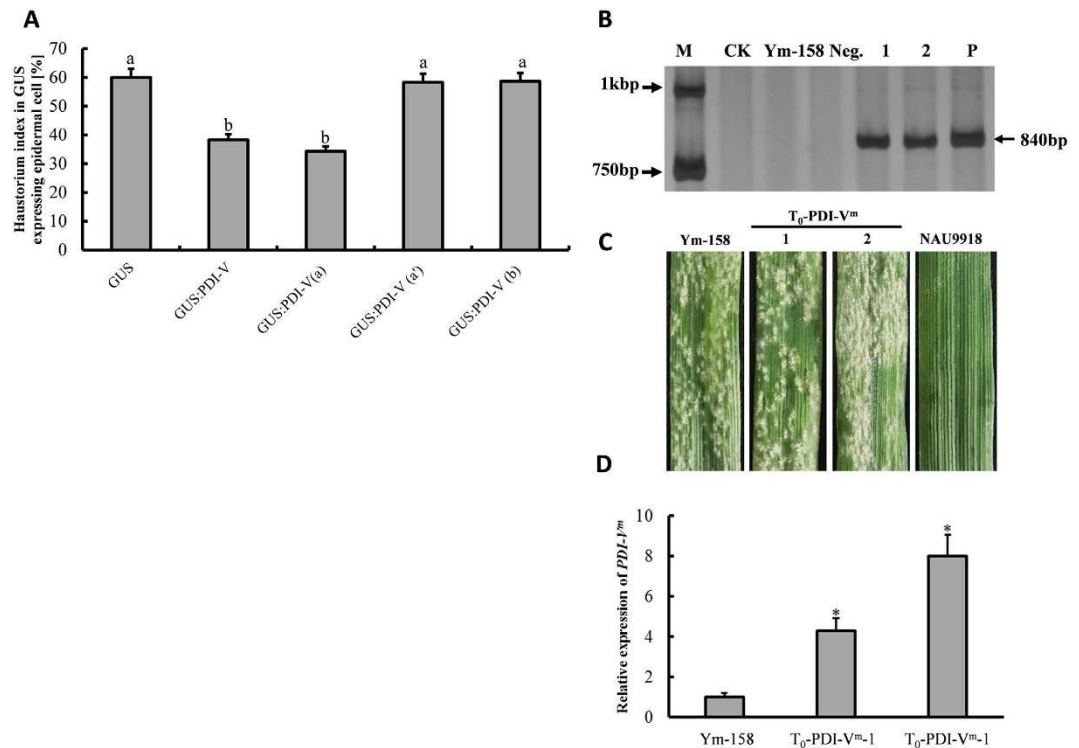 A
Haustorium index in GUS
expressing epidermal cell [%]
70
60
50
40
30
20
10
0
a
b
b
a
a
GUS
GUS:PDI-V
GUS:PDI-V(a)
GUS:PDI-V (a')
GUS:PDI-V (b)
B
M CK Ym-158 Neg. 1 2 P
1kbp
840bp
750bp
C
T₀-PDI-Vᵐ
Ym-158 1 2 NAU9918
D
Relative expression of PDI-Vᵐ
10
8
6
4
2
0
*
*
Ym-158 T₀-PDI-Vᵐ-1 T₀-PDI-Vᵐ-1